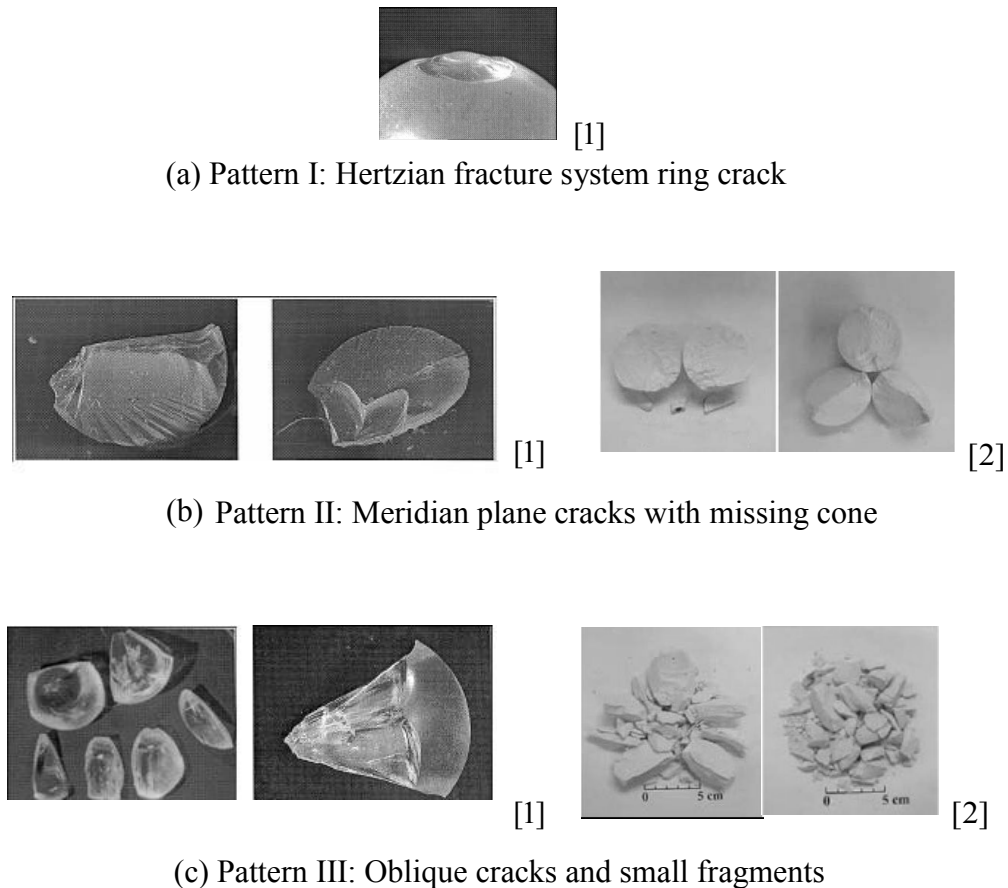 [1]
(a) Pattern I: Hertzian fracture system ring crack
[1]
[2]
(b) Pattern II: Meridian plane cracks with missing cone
0 5 cm
0 5 cm
[1]
[2]
(c) Pattern III: Oblique cracks and small fragments